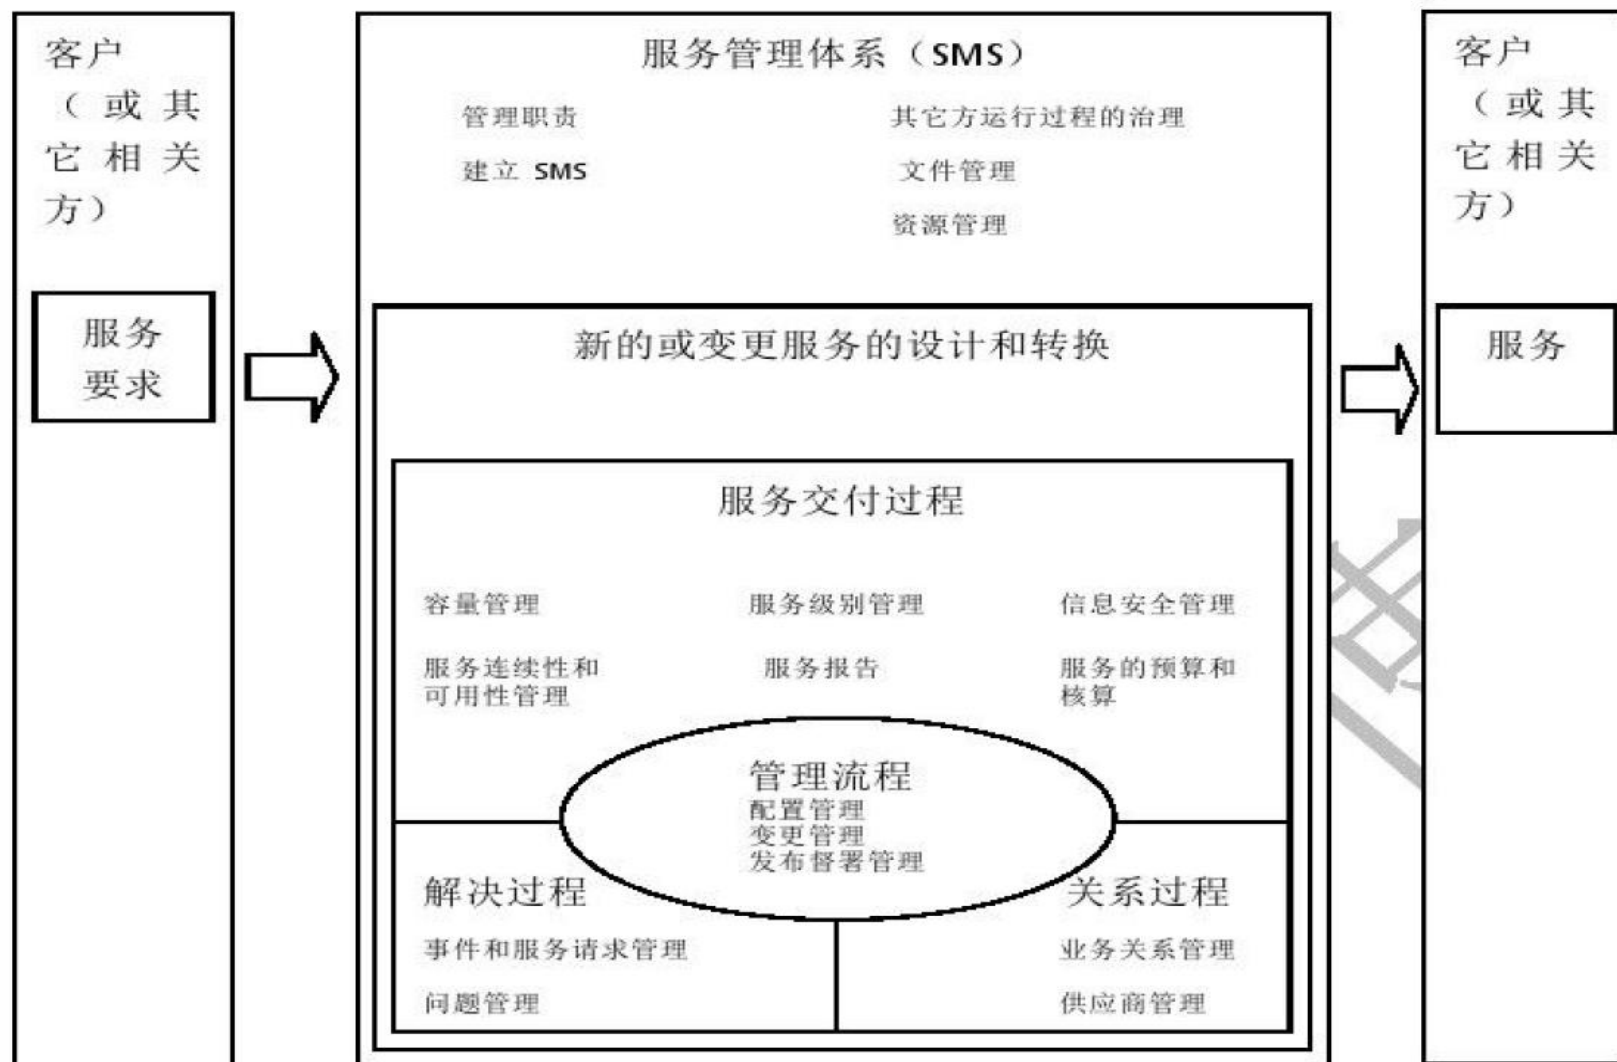 客户
（或其
它相关
方）
服务
要求
服务管理体系（SMS）
管理职责
其它方运行过程的治理
建立 SMS
文件管理
资源管理
新的或变更服务的设计和转换
服务交付过程
容量管理
服务级别管理
信息安全管理
服务连续性和
可用性管理
服务报告
服务的预算和
核算
管理流程
配置管理
变更管理
发布督署管理
解决过程
事件和服务请求管理
问题管理
关系过程
业务关系管理
供应商管理
客户
（或其
它相关
方）
服务